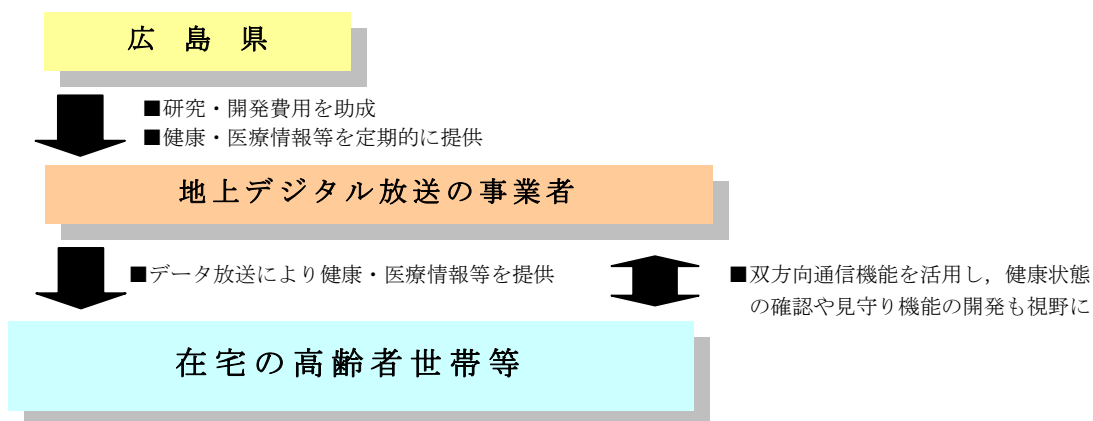 広 島 県
■研究・開発費用を助成
■健康・医療情報等を定期的に提供
地上デジタル放送の事業者
■データ放送により健康・医療情報等を提供
■双方向通信機能を活用し，健康状態
の確認や見守り機能の開発も視野に
在宅の高齢者世帯等